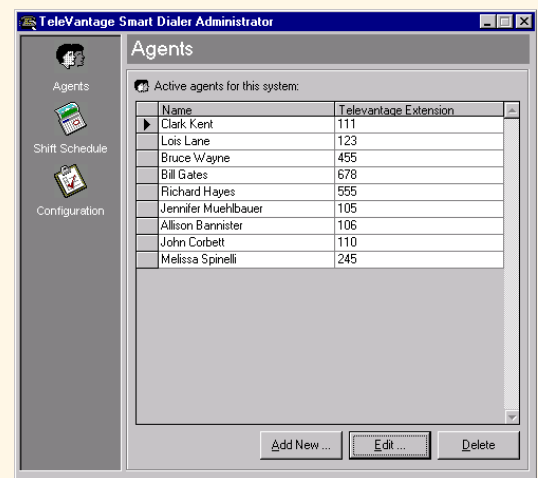 TeleVantage Smart Dialer Administrator
Agents
Agents
Shift Schedule
Configuration
Active agents for this system:
Name Televantage Extension
Clark Kent 111
Lois Lane 123
Bruce Wayne 455
Bill Gates 678
Richard Hayes 555
Jennifer Muehlbauer 105
Allison Bannister 106
John Corbett 110
Melissa Spinelli 245
Add New ... Edit ... Delete